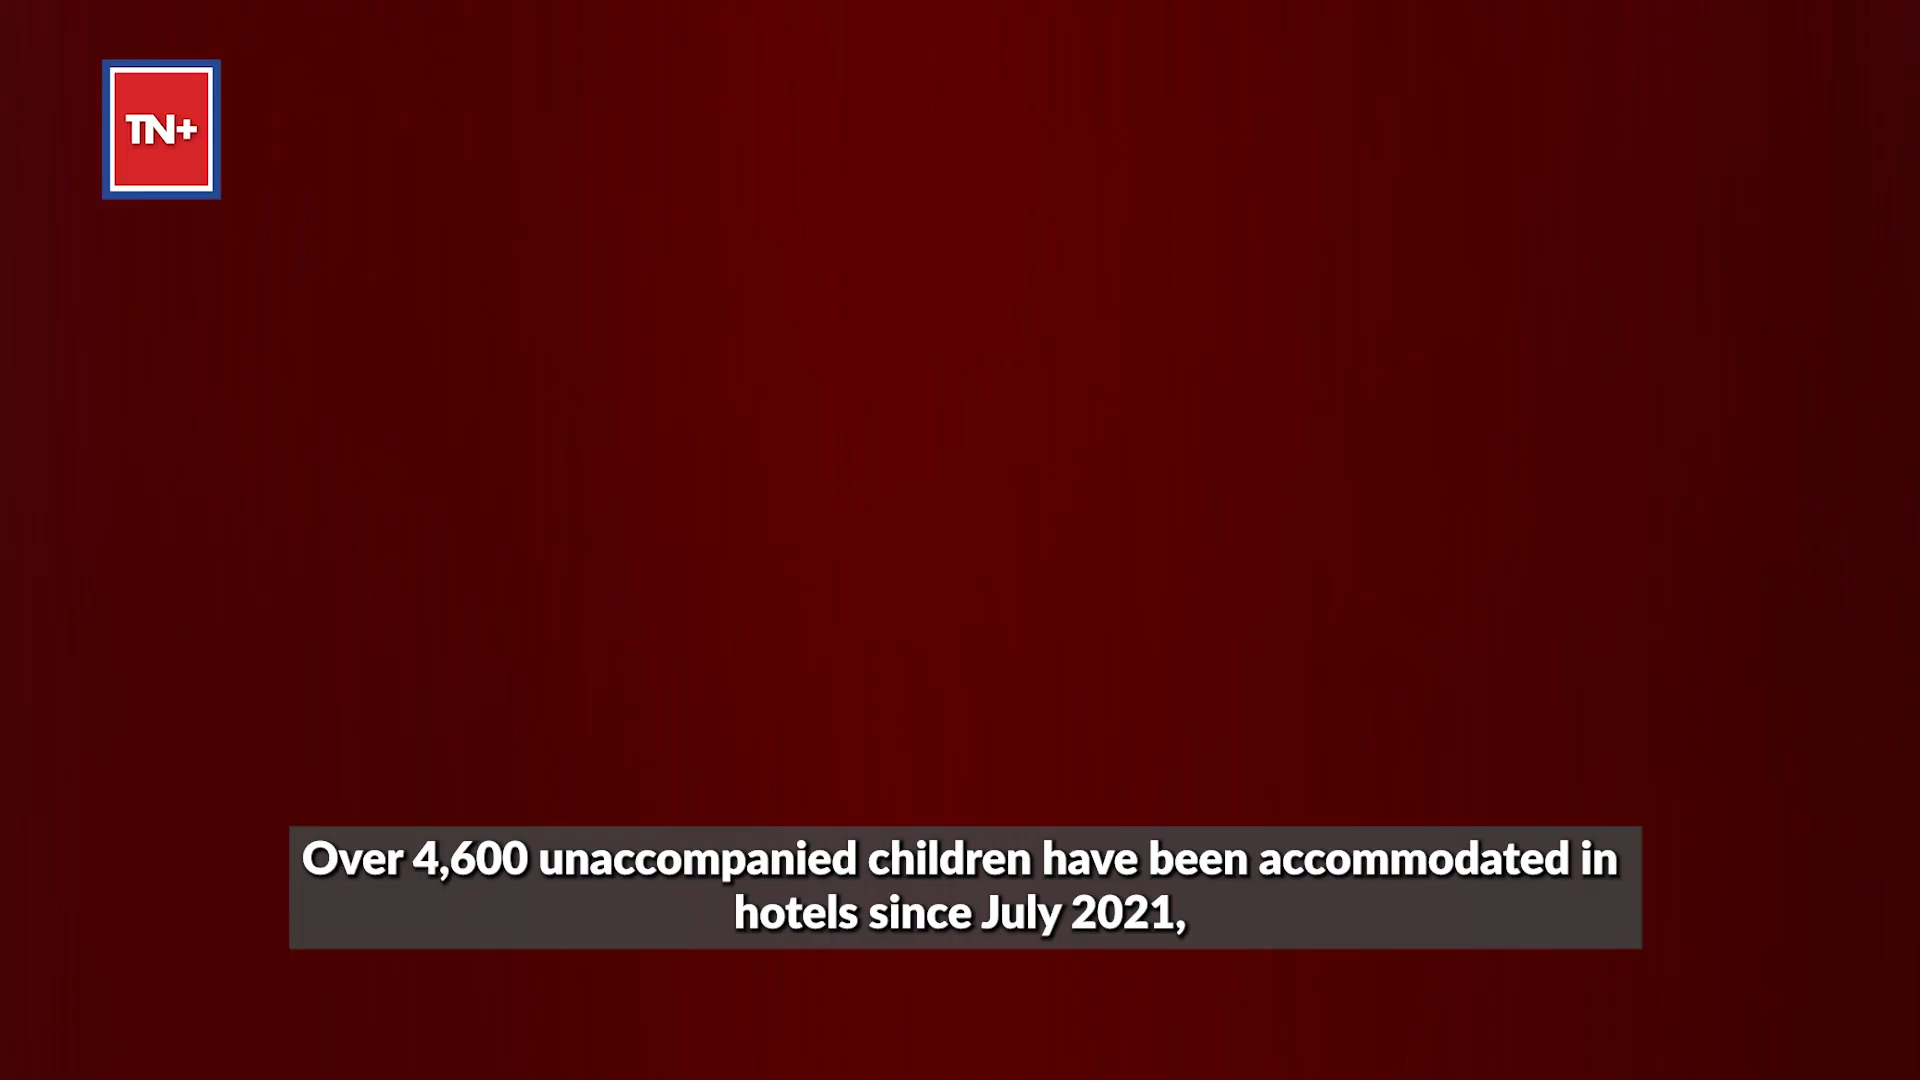 TN+
Over 4,600 unaccompanied children have been accommodated in
hotels since July 2021,